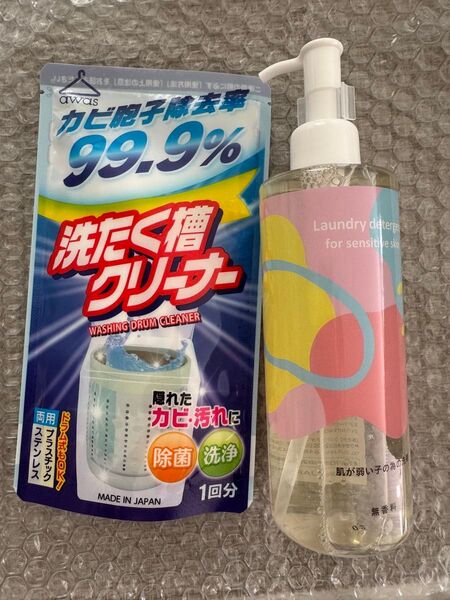 awas
カビ胞子除去率
99.9%
洗たく槽
クリーナー
WASHING DRUM CLEANER
隠れた
カビ・汚れに
除菌
洗浄
ドラム式もOK!
両用
プラスチック
ステンレス
MADE IN JAPAN
1回分
Laundry deterge
for sensitive skin
肌が弱い子の為の
無香料